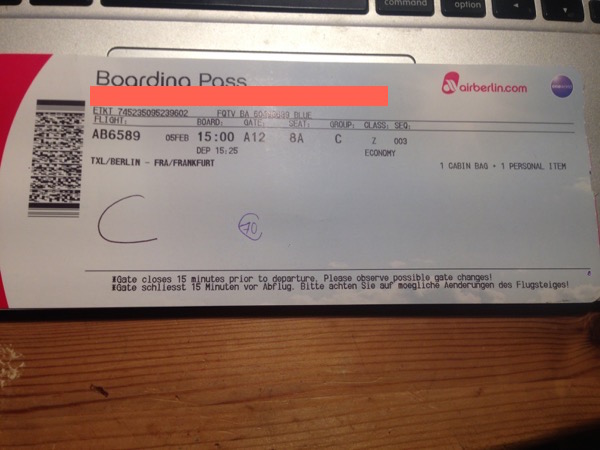 command option
Boarding Pass
airberlin.com
ETKT 745235095239602 FQTV BA BLUE
FLIGHT: BOARD: GATE: SEAT: GROUP: CLASS: SEQ:
AB6589 05FEB 15:00 A12 8A C Z 003
DEP 15:25 ECONOMY
TXL/BERLIN - FRA/FRANKFURT 1 CABIN BAG + 1 PERSONAL ITEM
C
*Gate closes 15 minutes prior to departure. Please observe possible gate changes!
*Gate schliesst 15 Minuten vor Abflug. Bitte achten Sie auf moegliche Aenderungen des Flugsteiges!